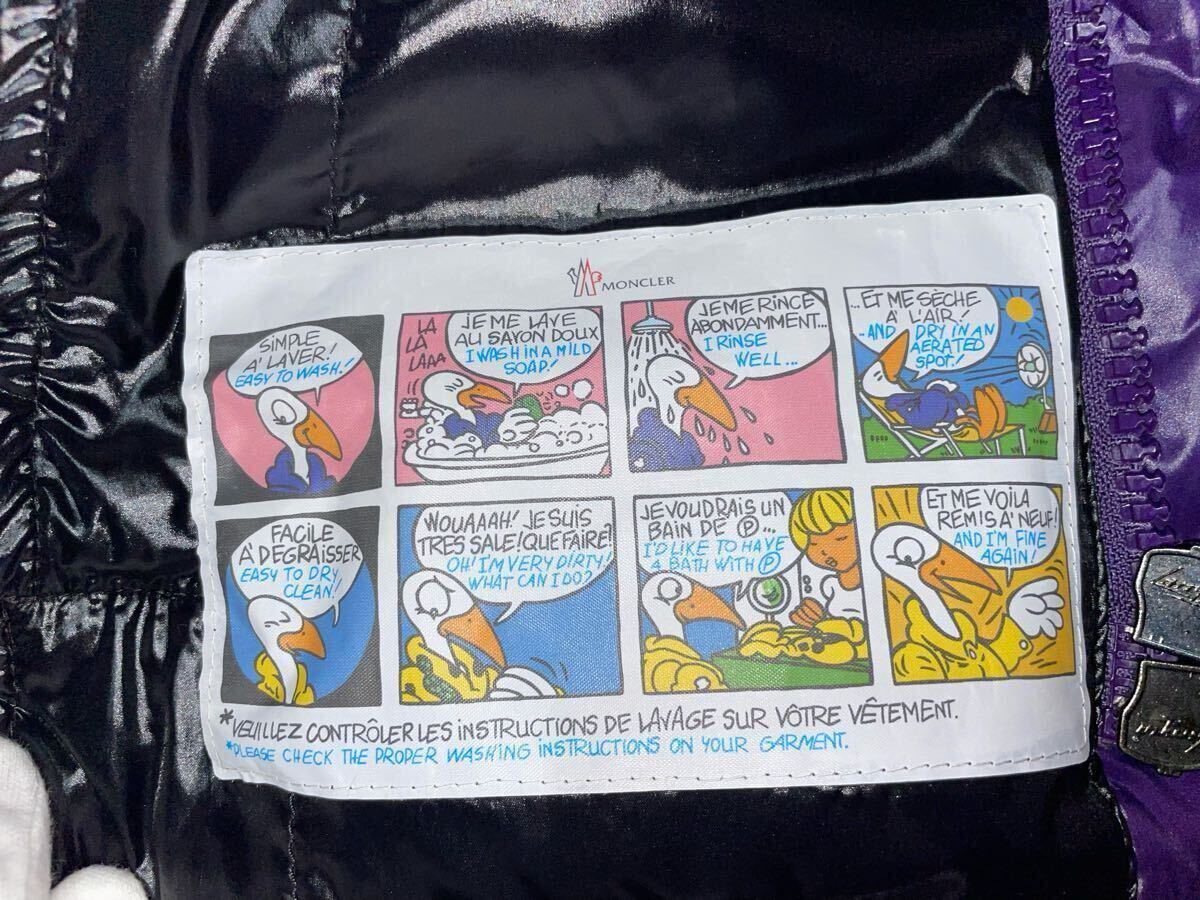 MONCLER
SIMPLE
A' LAVER!
EASY TO WASH!
LA
LA
LAAA
JE ME LAVE
AU SAVON DOUX
I WASH IN A MILD
SOAP!
JE ME RINCE
ABONDAMMENT...
I RINSE
WELL...
...ET ME SÈCHE
A' L'AIR!
..AND DRY IN AN
AERATED
SPOT!
FACILE
A' DEGRAISSER
EASY TO DRY
CLEAN!
WOUAAAH! JE SUIS
TRES SALE! QUE FAIRE?
OH! I'M VERY DIRTY!
WHAT CAN I DO?
JE VOUDRAIS UN
BAIN DE Ⓟ...
I'D LIKE TO HAVE
A BATH WITH Ⓟ
ET ME VOILA
REMIS A' NEUF!
AND I'M FINE
AGAIN!
*VEUILLEZ CONTRÔLER LES INSTRUCTIONS DE LAVAGE SUR VÔTRE VÊTEMENT.
*PLEASE CHECK THE PROPER WASHING INSTRUCTIONS ON YOUR GARMENT.